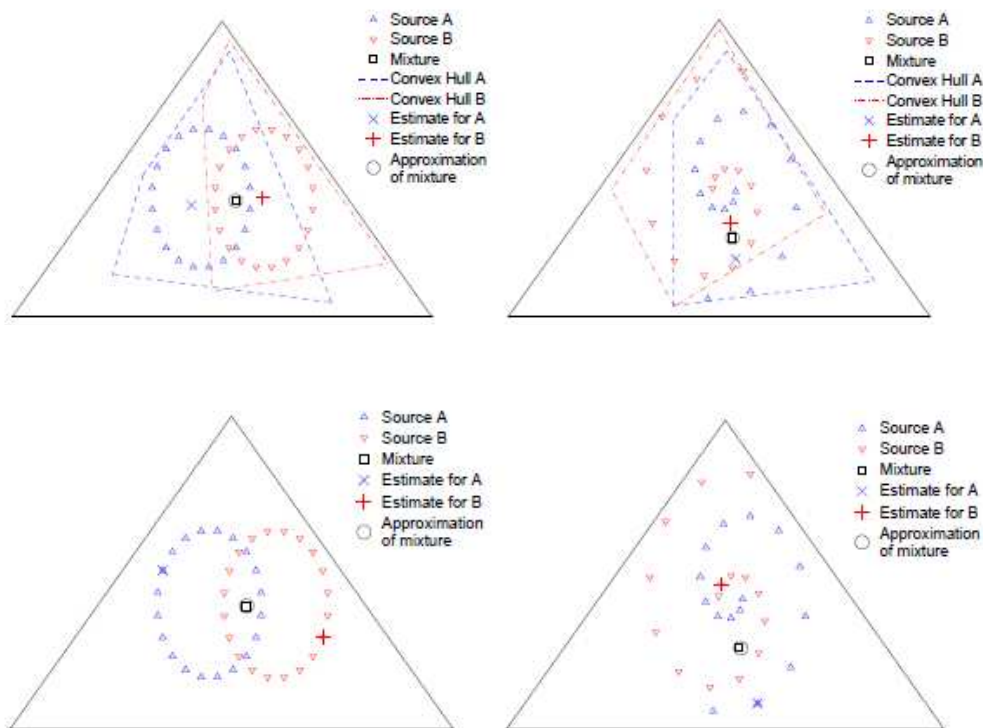 Source A
Source B
Mixture
Convex Hull A
Convex Hull B
Estimate for A
Estimate for B
Approximation
of mixture
Source A
Source B
Mixture
Convex Hull A
Convex Hull B
Estimate for A
Estimate for B
Approximation
of mixture
Source A
Source B
Mixture
Estimate for A
Estimate for B
Approximation
of mixture
Source A
Source B
Mixture
Estimate for A
Estimate for B
Approximation
of mixture